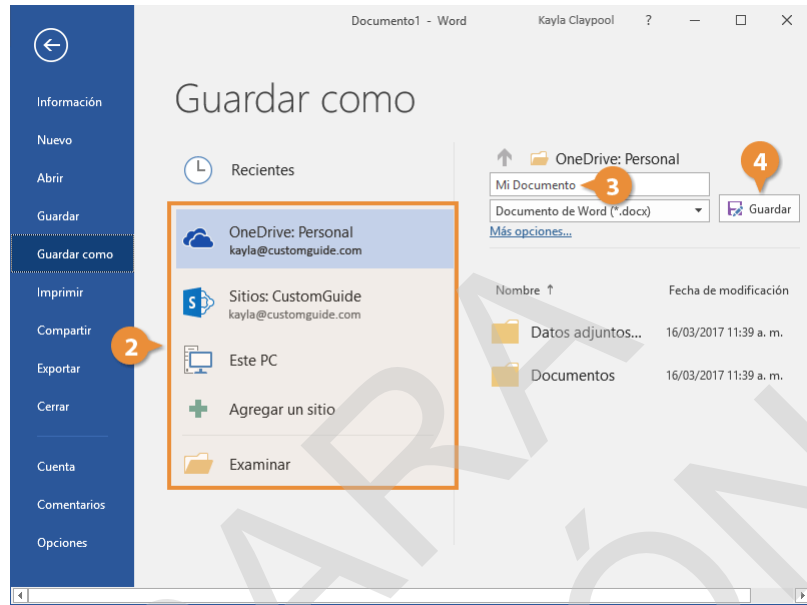 Documento1 - Word Kayla Claypool ?
Información
Nuevo
Abrir
Guardar
Guardar como
Imprimir
Compartir
Exportar
Cerrar
Cuenta
Comentarios
Opciones
Guardar como
Recientes
OneDrive: Personal
kayla@customguide.com
Sitios: CustomGuide
kayla@customguide.com
Este PC
Agregar un sitio
Examinar
2
OneDrive: Personal
Mi Documento
3
Documento de Word (*.docx)
Guardar
4
Más opciones...
Nombre ↑ Fecha de modificación
Datos adjuntos... 16/03/2017 11:39 a. m.
Documentos 16/03/2017 11:39 a. m.